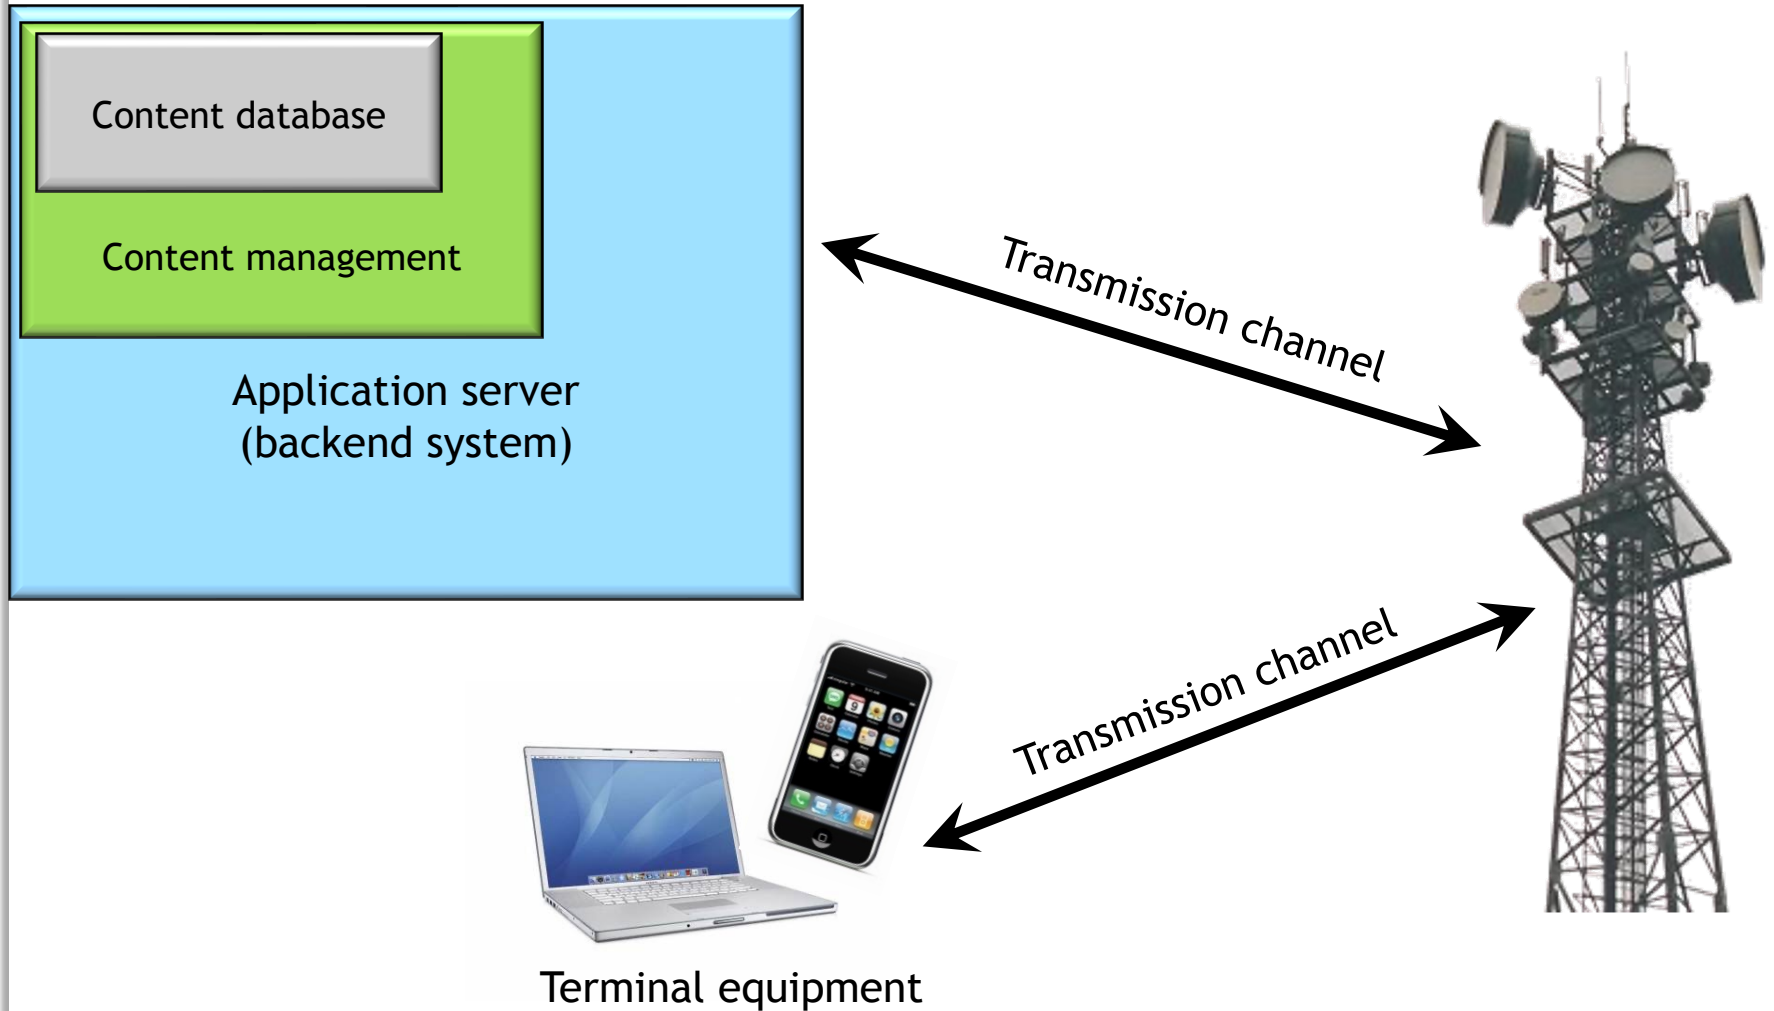 Content database
Content management
Application server
(backend system)
Transmission channel
Transmission channel
Terminal equipment